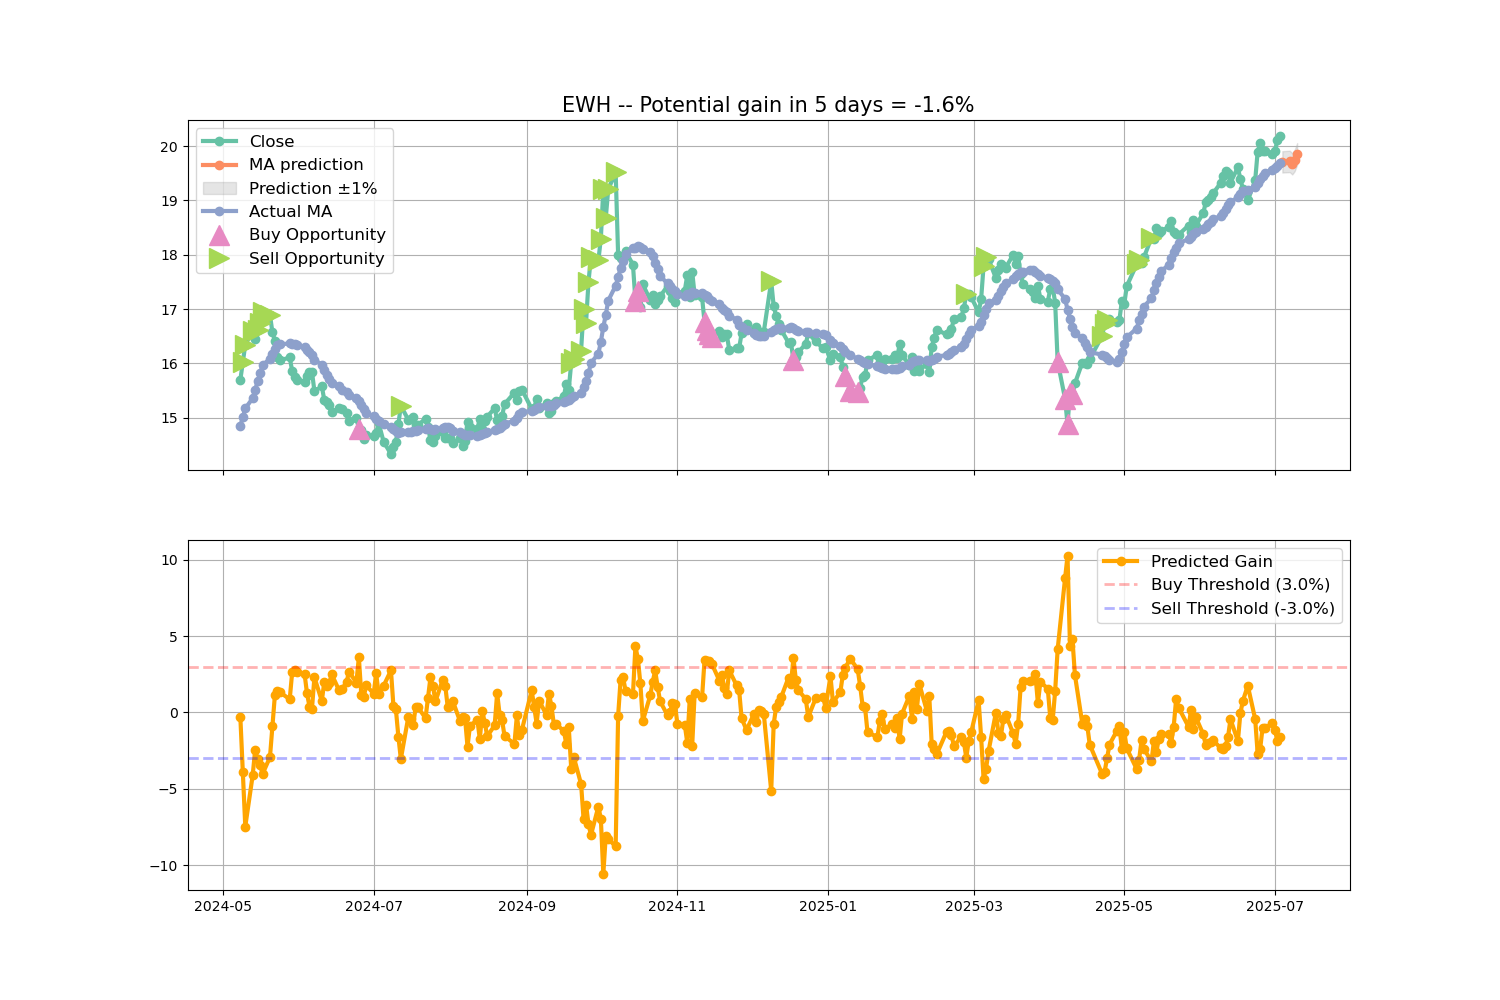 EWH -- Potential gain in 5 days = -1.6%
Close
MA prediction
Prediction ±1%
Actual MA
Buy Opportunity
Sell Opportunity
20
19
18
17
16
15
Predicted Gain
Buy Threshold (3.0%)
Sell Threshold (-3.0%)
10
5
0
−5
−10
2024-05 2024-07 2024-09 2024-11 2025-01 2025-03 2025-05 2025-07